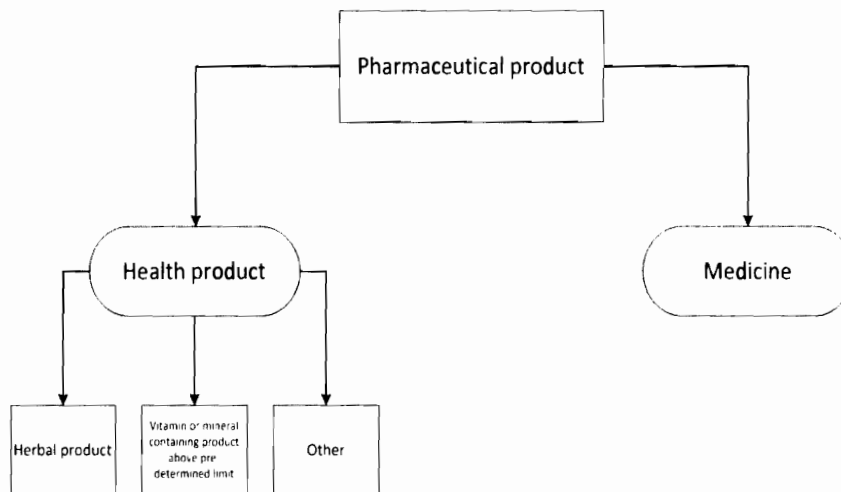 Pharmaceutical product
Health product
Medicine
Herbal product
Vitamin or mineral
containing product
above pre
determined limit
Other